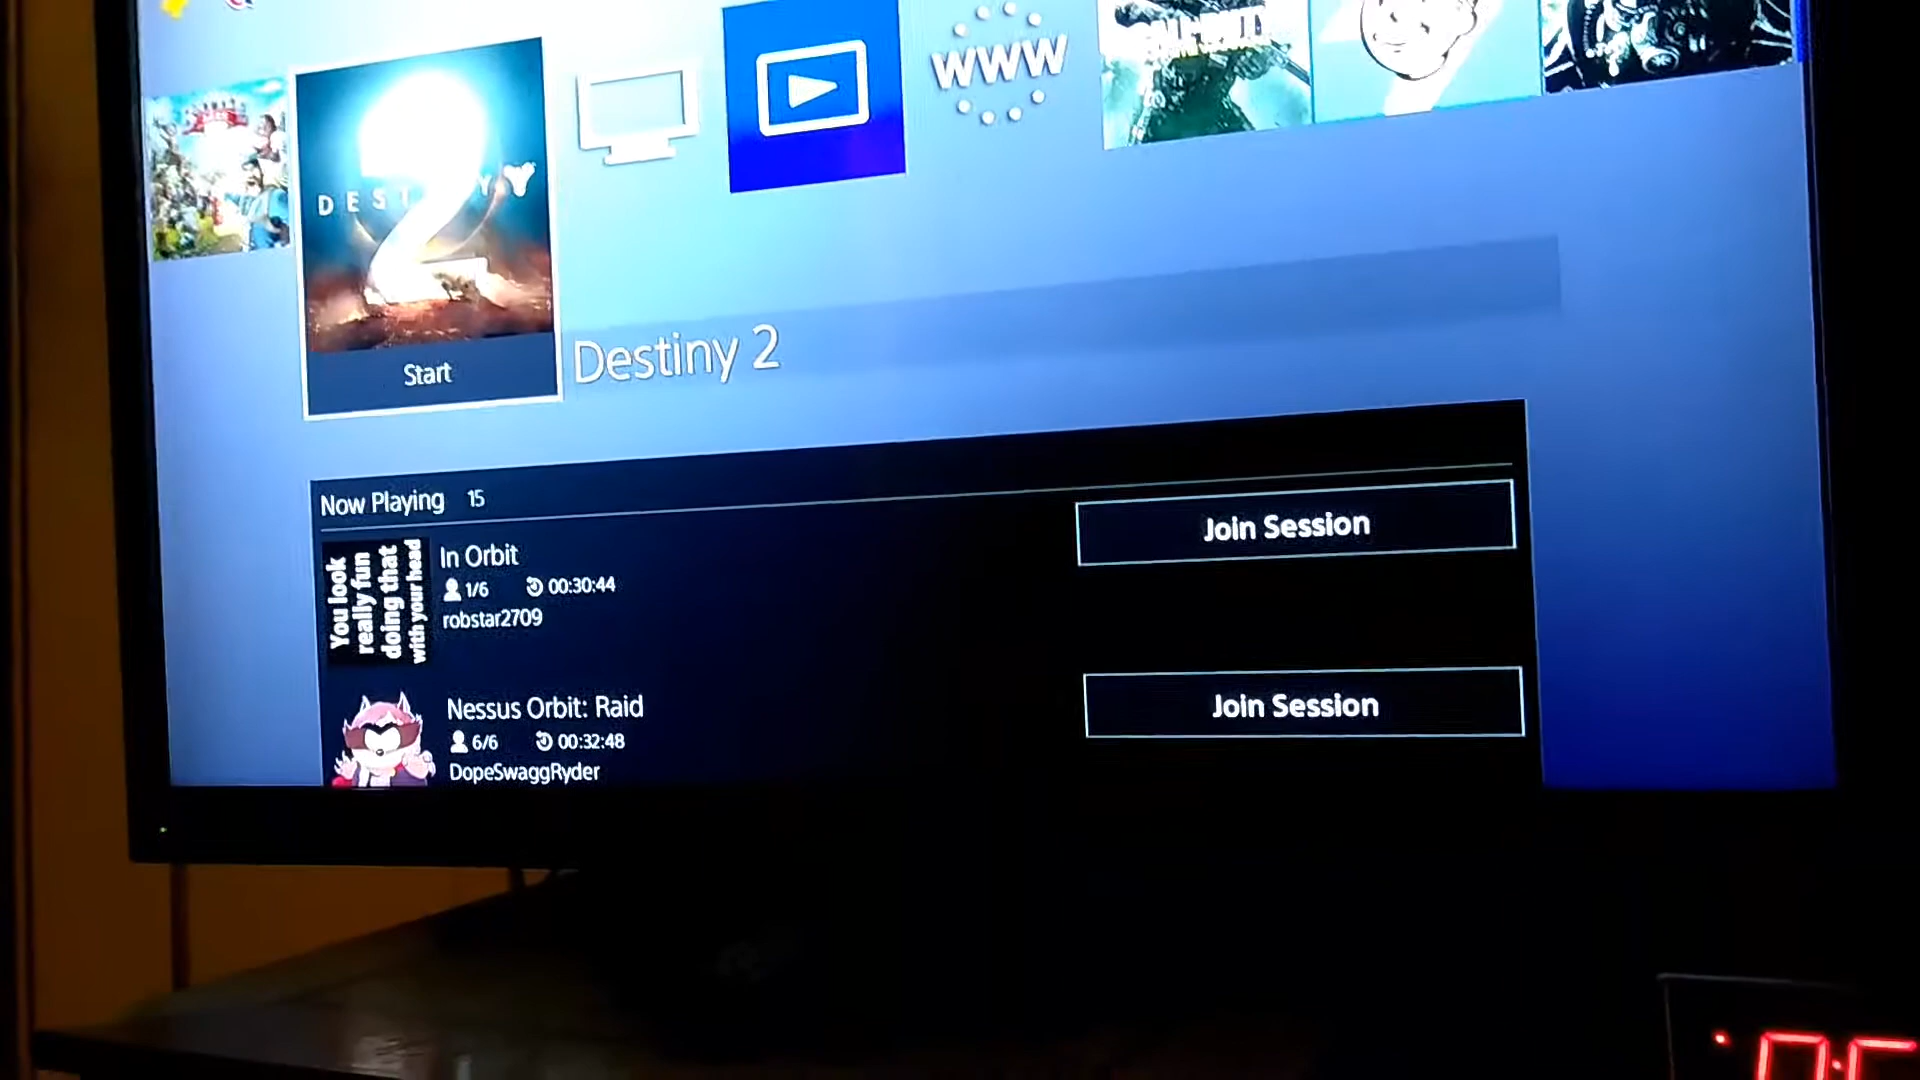 WWW
DESTINY
2
Start
Destiny 2
Now Playing 15
Join Session
You look
really fun
doing that
with your head
In Orbit
1/6 00:30:44
robstar2709
Nessus Orbit: Raid
6/6 00:32:48
DopeSwaggRyder
Join Session